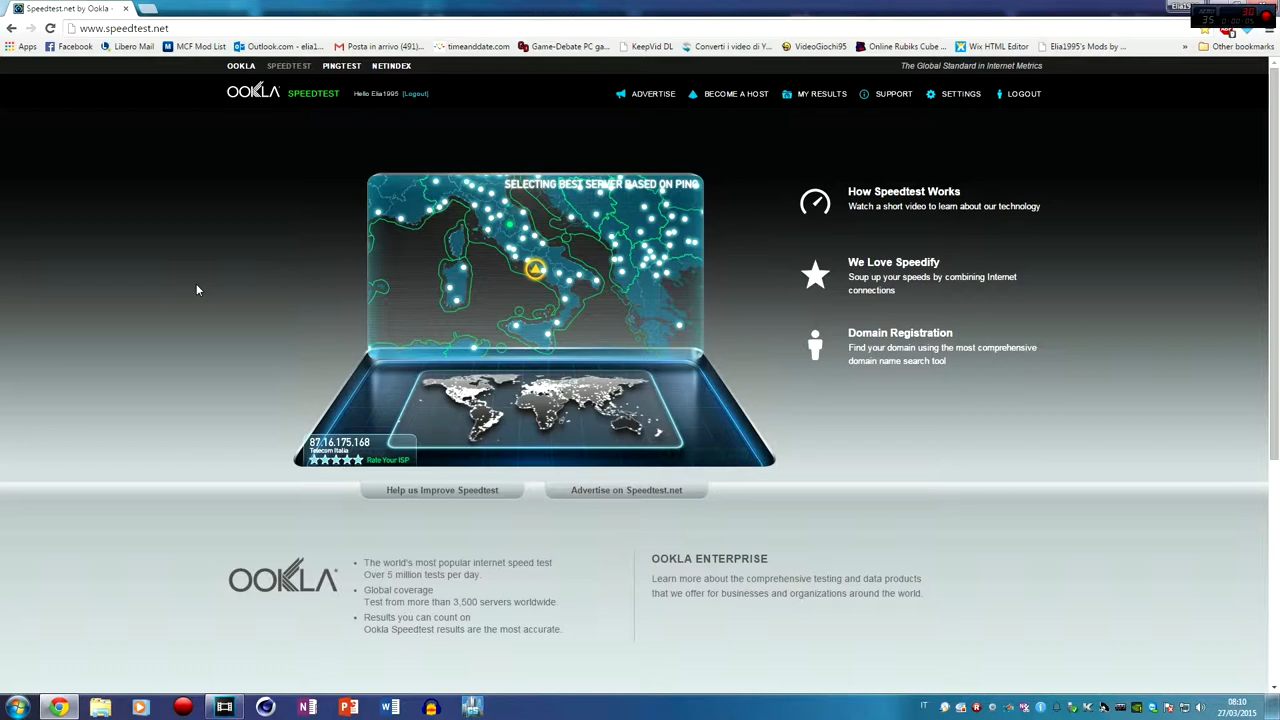 Speedtest.net by Ookla -
Elia19
30
35
0:00:05
www.speedtest.net
Apps
Facebook
Libero Mail
MCF Mod List
Outlook.com - elia1...
Posta in arrivo (491)...
timeanddate.com
Game-Debate PC ga...
KeepVid DL
Converti i video di Y...
VideoGiochi95
Online Rubiks Cube ...
Wix HTML Editor
Elia1995's Mods by ...
»
Other bookmarks
OOKLA SPEEDTEST PINGTEST NETINDEX
The Global Standard in Internet Metrics
OOKLA SPEEDTEST
Hello Elia1995 [Logout]
ADVERTISE
BECOME A HOST
MY RESULTS
SUPPORT
SETTINGS
LOGOUT
SELECTING BEST SERVER BASED ON PING
How Speedtest Works
Watch a short video to learn about our technology
We Love Speedify
Soup up your speeds by combining Internet
connections
Domain Registration
Find your domain using the most comprehensive
domain name search tool
87.16.175.168
Telecom Italia
Rate Your ISP
Help us Improve Speedtest
Advertise on Speedtest.net
OOKLA
• The world's most popular internet speed test
Over 5 million tests per day.
• Global coverage
Test from more than 3,500 servers worldwide
• Results you can count on
Ookla Speedtest results are the most accurate.
OOKLA ENTERPRISE
Learn more about the comprehensive testing and data products
that we offer for businesses and organizations around the world.
IT
08:10
27/03/2015